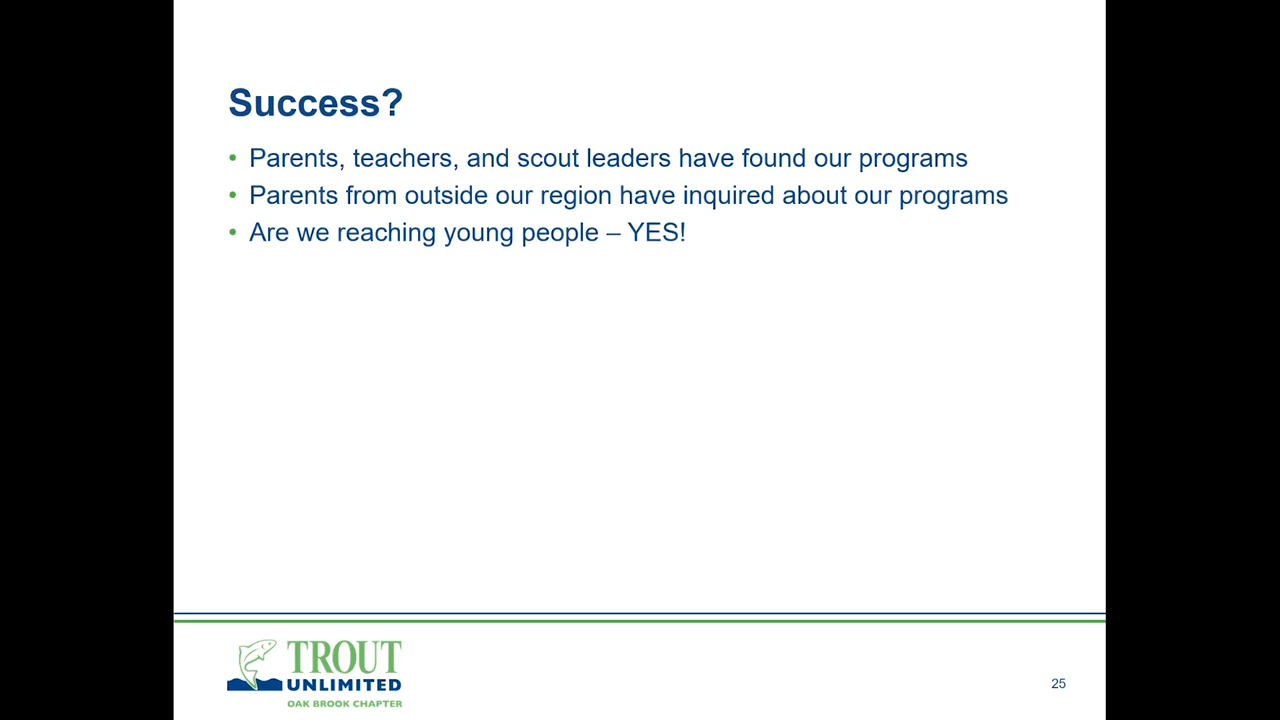 Success?
• Parents, teachers, and scout leaders have found our programs
• Parents from outside our region have inquired about our programs
• Are we reaching young people – YES!
TROUT
UNLIMITED
OAK BROOK CHAPTER
25